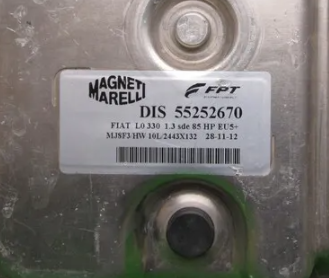 MAGNETI MARELLI
FPT
DIS 55252670
FIAT L0 330 1.3 sde 85 HP EU5+
MJ8F3 HW 10L/2443X132 28-11-12